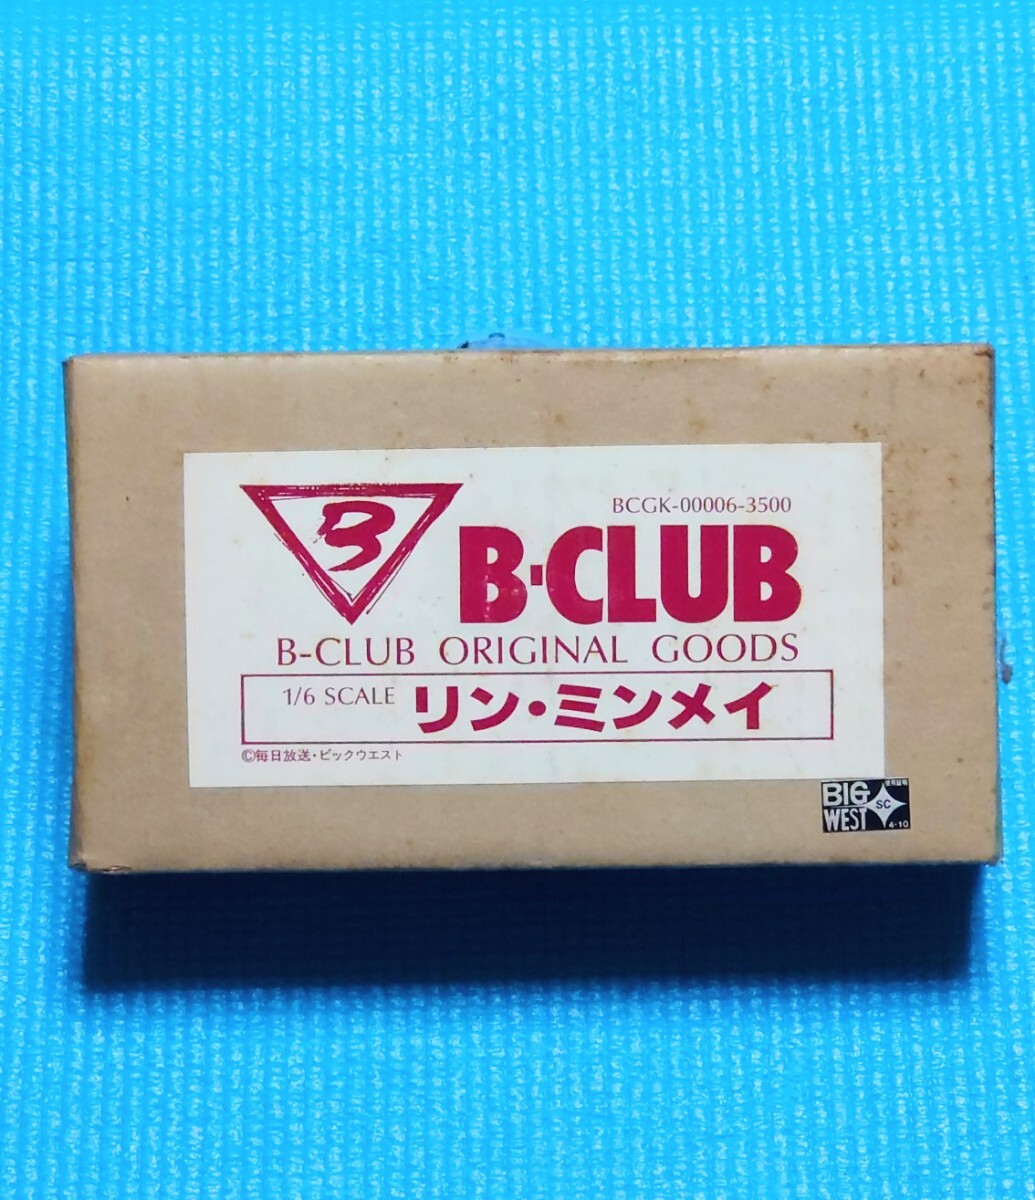 B
BCGK-00006-3500
B·CLUB
B-CLUB ORIGINAL GOODS
1/6 SCALE リン・ミンメイ
©毎日放送・ビックウエスト
BIG WEST
SC
4-10